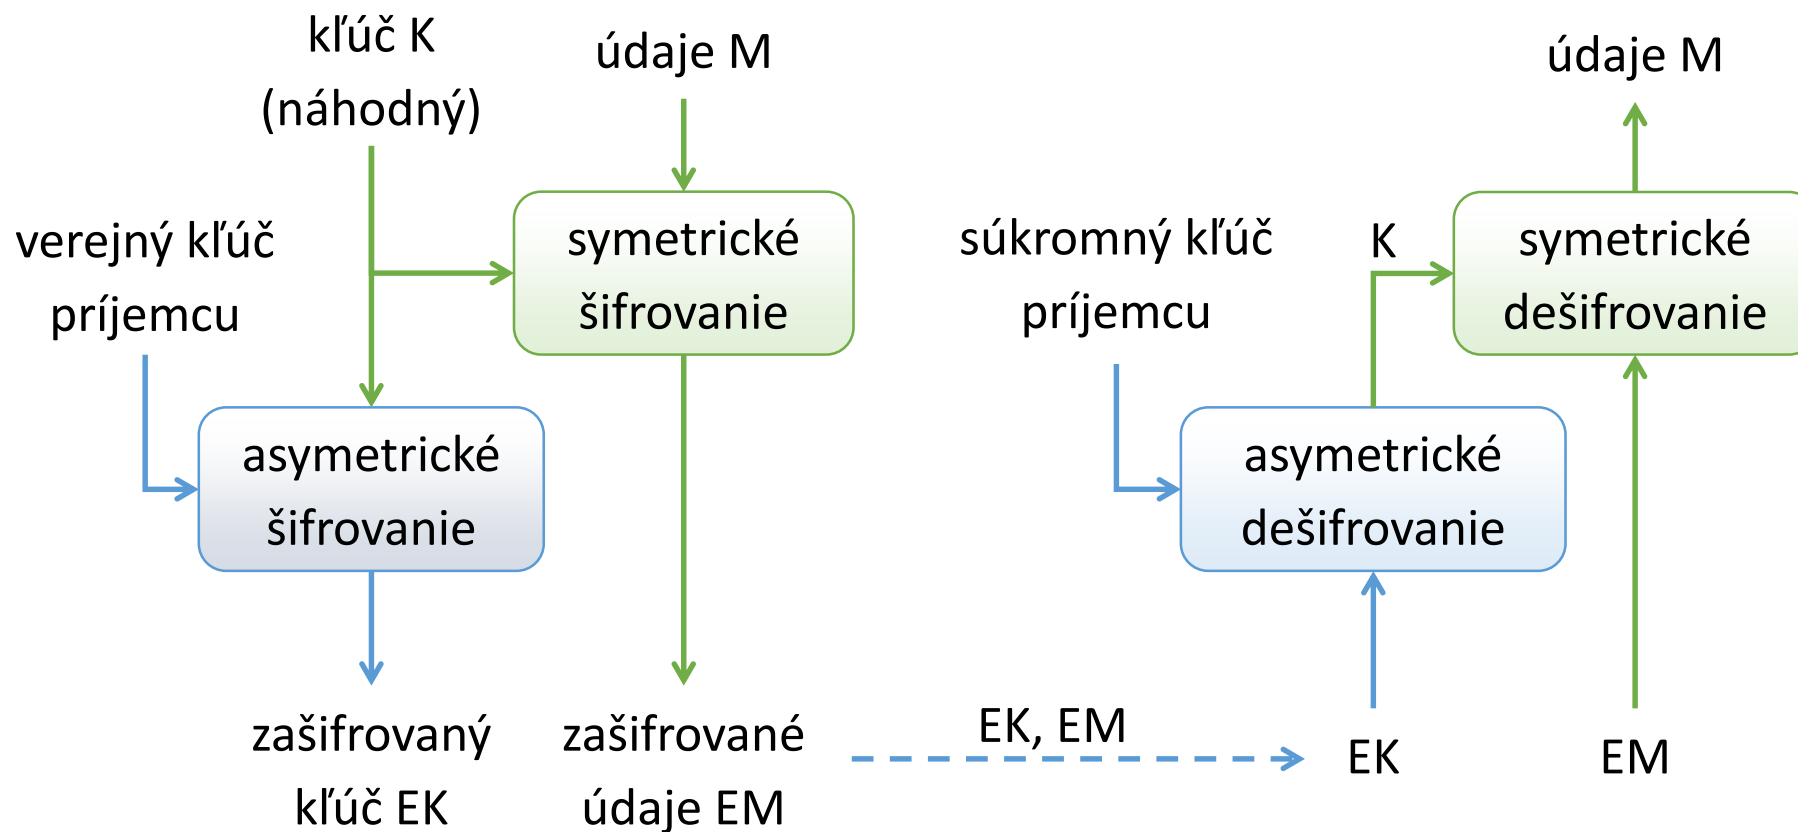 kľúč K
(náhodný)
údaje M
verejný kľúč
príjemcu
symetrické
šifrovanie
asymetrické
šifrovanie
zašifrovaný
kľúč EK
zašifrované
údaje EM
EK, EM
údaje M
súkromný kľúč
príjemcu
K
symetrické
dešifrovanie
asymetrické
dešifrovanie
EK
EM